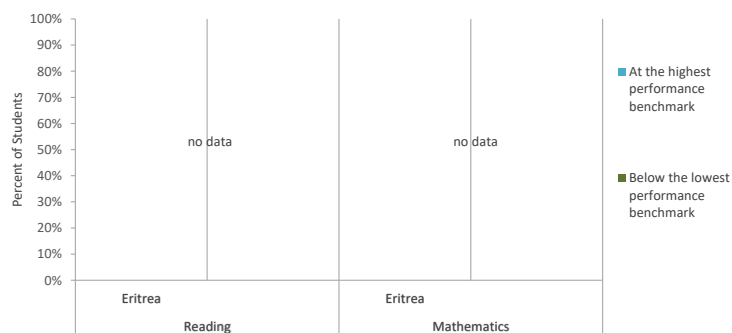 Percent of Students
100%
90%
80%
70%
60%
50%
40%
30%
20%
10%
0%
no data
no data
Eritrea
Eritrea
Reading
Mathematics
At the highest
performance
benchmark
Below the lowest
performance
benchmark